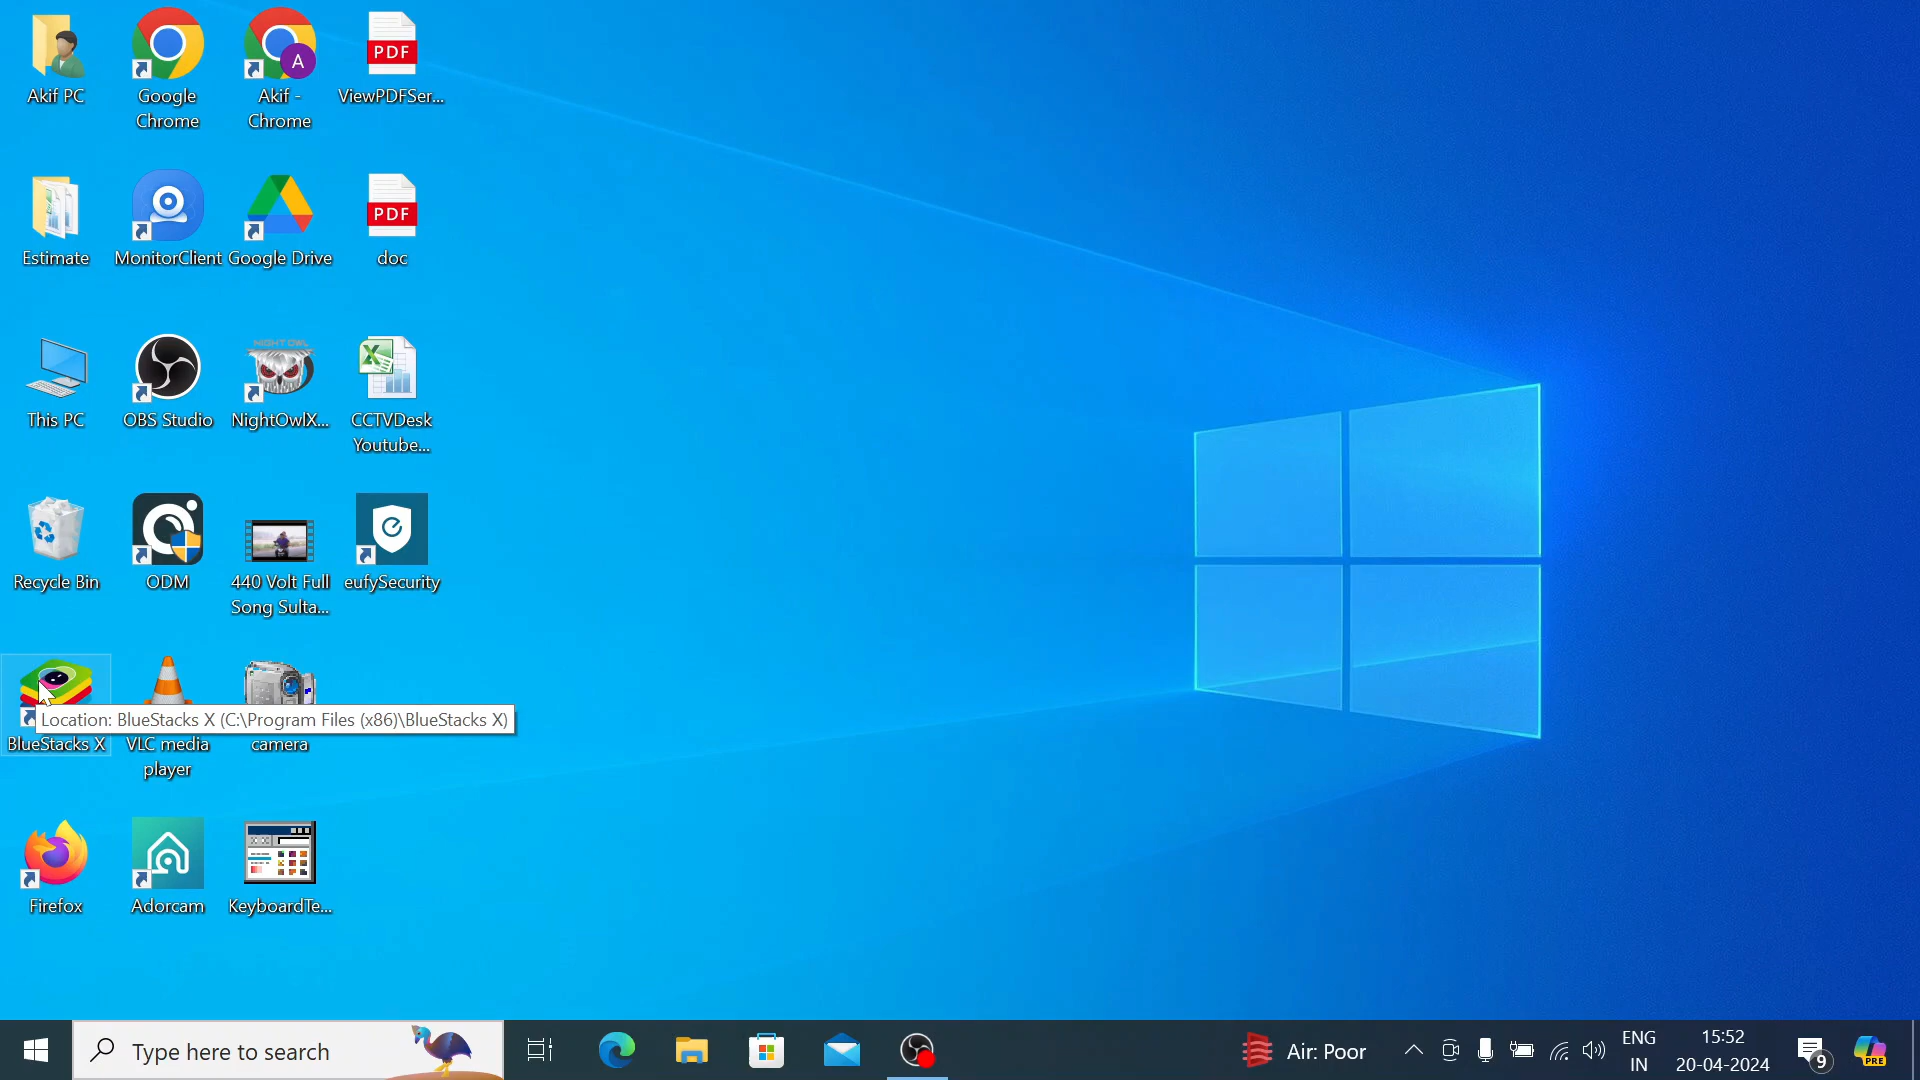 Akif PC
Google
Chrome
A
Akif -
Chrome
PDF
ViewPDFSer...
Estimate
MonitorClient
Google Drive
PDF
doc
This PC
OBS Studio
NIGHT OWL
NightOwlX...
CCTVDesk
Youtube...
Recycle Bin
ODM
440 Volt Full
Song Sulta...
eufySecurity
Location: BlueStacks X (C:\Program Files (x86)\BlueStacks X)
BlueStacks X
VLC media
player
camera
Firefox
Adorcam
KeyboardTe...
Type here to search
Air: Poor
ENG
IN
15:52
20-04-2024
9
PRE